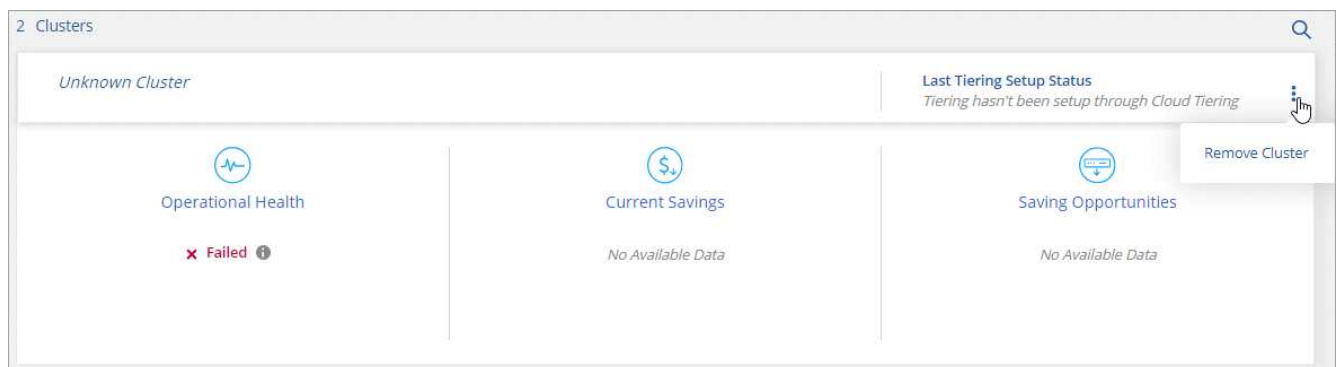 2 Clusters
Unknown Cluster
Last Tiering Setup Status
Tiering hasn't been setup through Cloud Tiering
Remove Cluster
Operational Health
Current Savings
Saving Opportunities
Failed
No Available Data
No Available Data